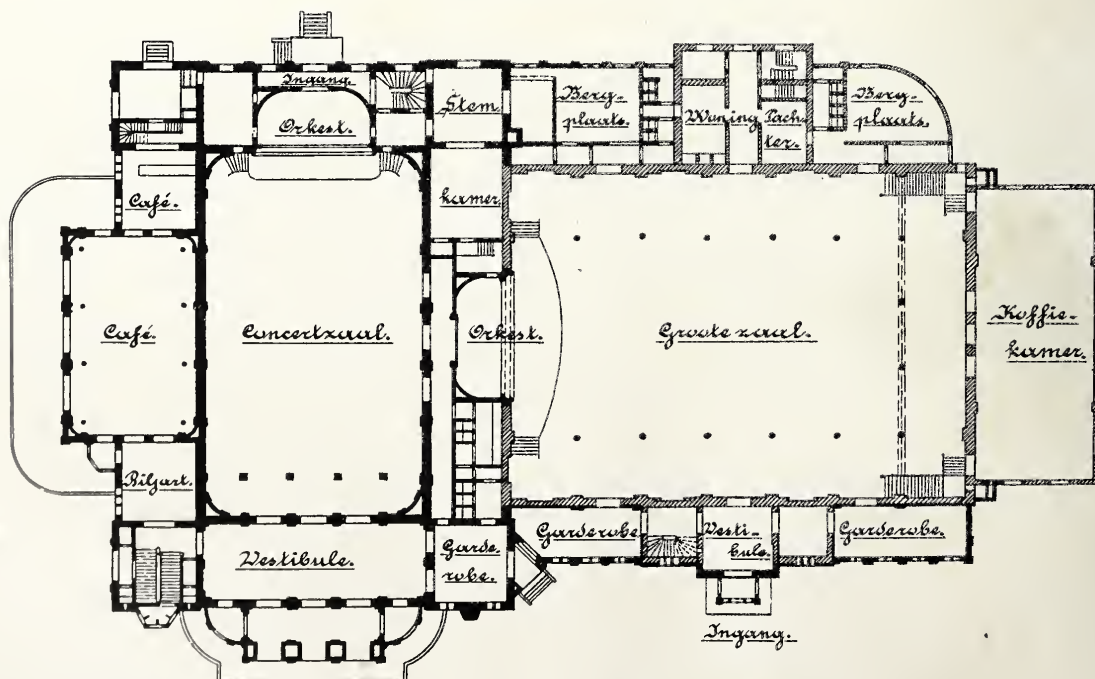 Ingang.
Orkest.
Stem
kamer
Berg-
plaats.
Woning
Pach-
ter.
Berg-
plaats.
Café.
Café.
Concertzaal.
Orkest.
Groote zaal.
Koffie-
kamer.
Biljart.
Vestibule.
Garde-
robe.
Garderobe
Vesti-
bule.
Garderobe.
Ingang.